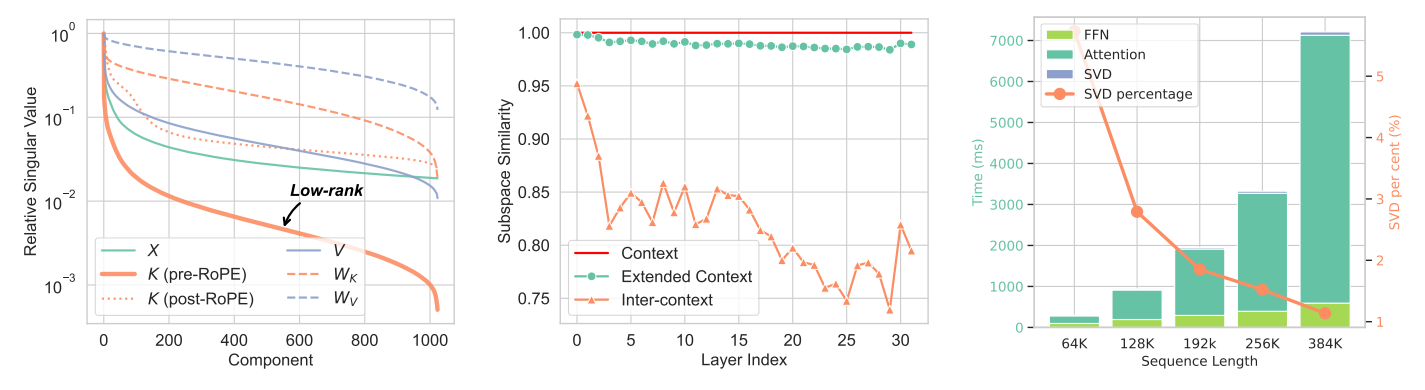 10⁰
10⁻¹
10⁻²
10⁻³
Relative Singular Value
Low-rank
X
K (pre-RoPE)
K (post-RoPE)
V
W_K
W_V
0 200 400 600 800 1000
Component
1.00
0.95
0.90
0.85
0.80
0.75
Subspace Similarity
Context
Extended Context
Inter-context
0 5 10 15 20 25 30
Layer Index
7000
6000
5000
4000
3000
2000
1000
0
Time (ms)
FFN
Attention
SVD
SVD percentage
5
4
3
2
1
SVD per cent (%)
64K 128K 192k 256K 384K
Sequence Length